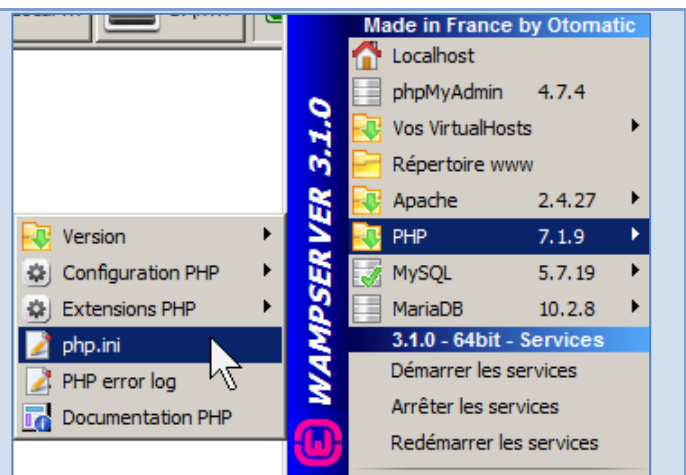 Made in France by Otomatic
Localhost
phpMyAdmin 4.7.4
Vos VirtualHosts
Répertoire www
Apache 2.4.27
PHP 7.1.9
MySQL 5.7.19
MariaDB 10.2.8
3.1.0 - 64bit - Services
Démarrer les services
Arrêter les services
Redémarrer les services
WAMPSERVER 3.1.0
Version
Configuration PHP
Extensions PHP
php.ini
PHP error log
Documentation PHP